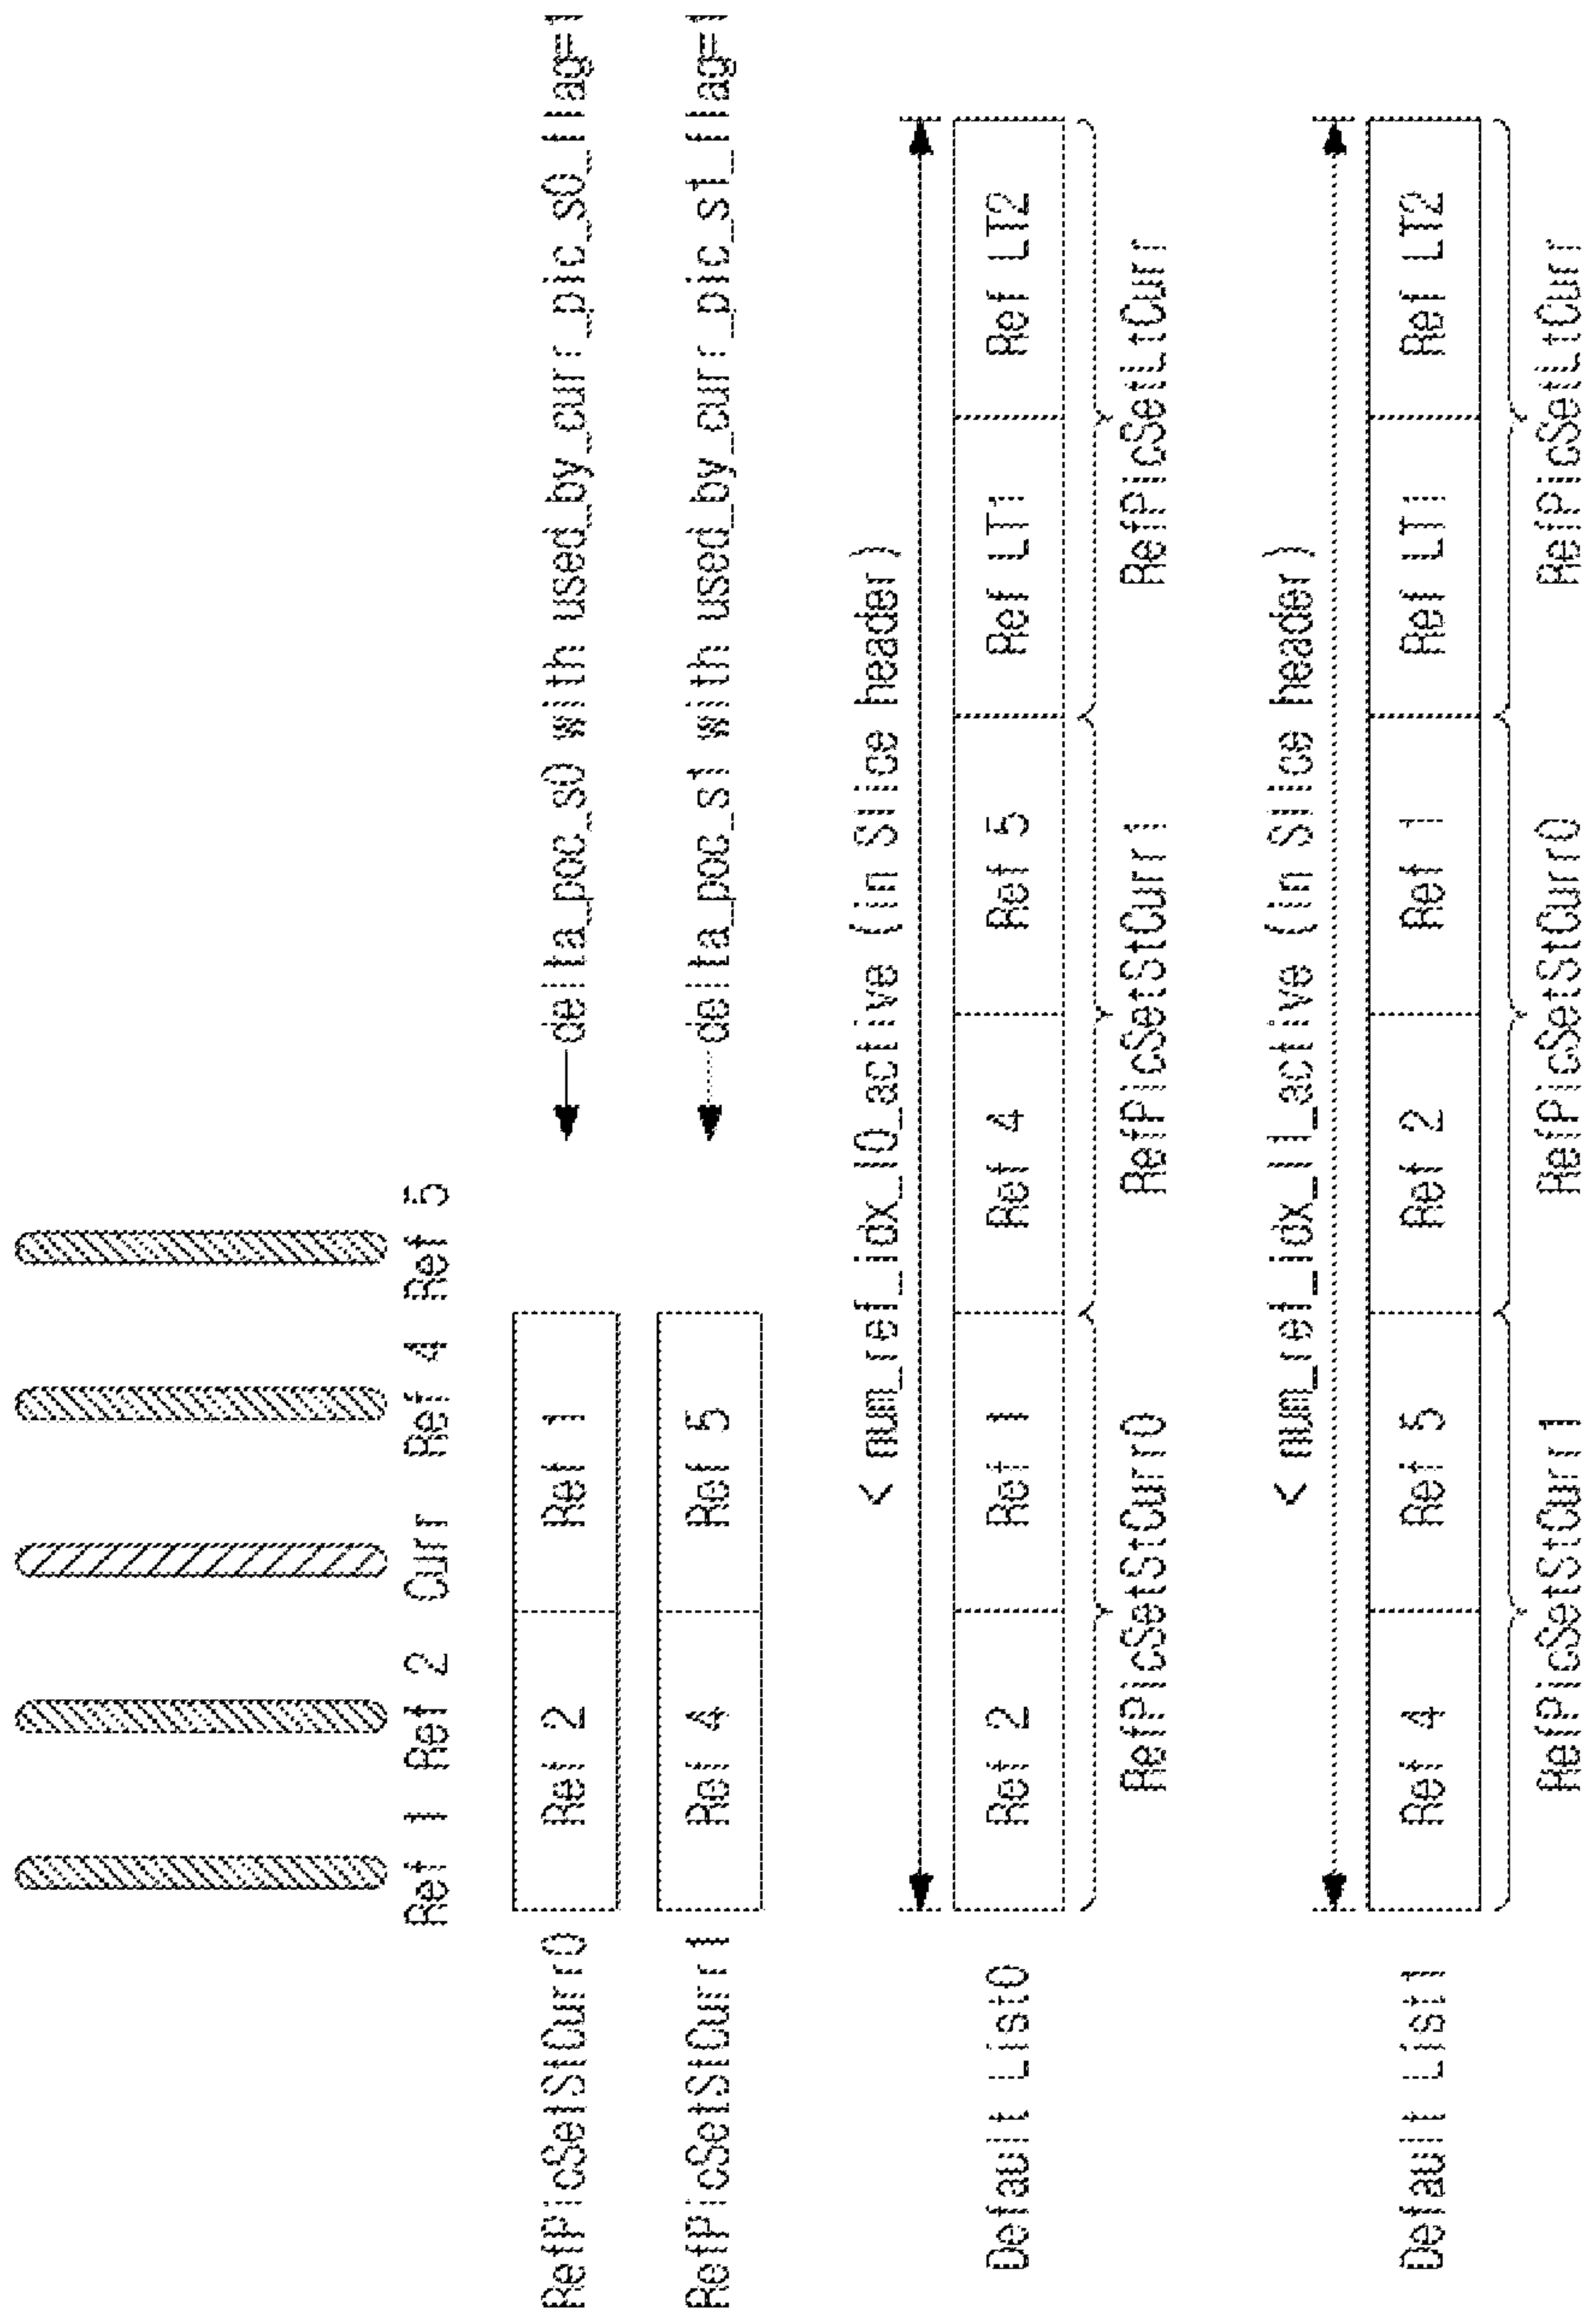 Ref 1 Ref 2 Curr Ref 4 Ref 5
RefPicSetStCurr0 Ref 2 Ref 1 delta_poc_s0 with used_by_curr_pic_s0_flag=1
RefPicSetStCurr1 Ref 4 Ref 5 delta_poc_s1 with used_by_curr_pic_s1_flag=1
< num_ref_idx_l0_active (in Slice header)
Default List0 Ref 2 Ref 1 Ref 4 Ref 5 Ref LT1 Ref LT2
RefPicSetStCurr0 RefPicSetStCurr1 RefPicSetLtCurr
< num_ref_idx_l1_active (in Slice header)
Default List1 Ref 4 Ref 5 Ref 2 Ref 1 Ref LT1 Ref LT2
RefPicSetStCurr1 RefPicSetStCurr0 RefPicSetLtCurr